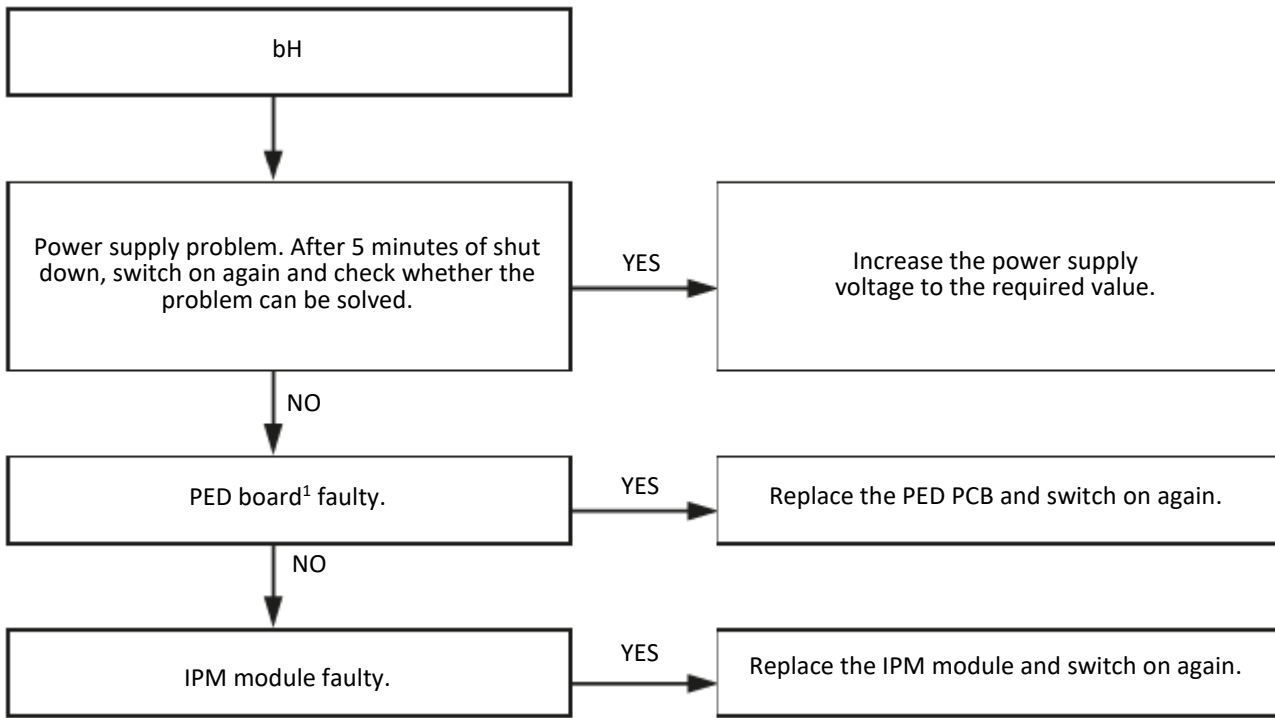 bH
Power supply problem. After 5 minutes of shut
down, switch on again and check whether the
problem can be solved.
YES
Increase the power supply
voltage to the required value.
NO
PED board¹ faulty.
YES
Replace the PED PCB and switch on again.
NO
IPM module faulty.
YES
Replace the IPM module and switch on again.